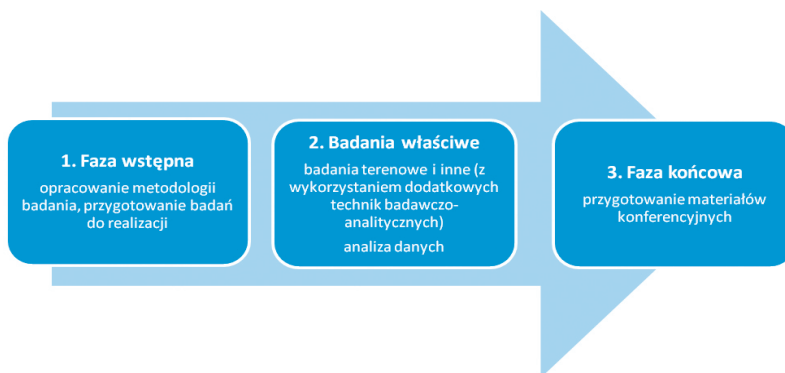 1. Faza wstępna
opracowanie metodologii
badania, przygotowanie badań
do realizacji
2. Badania właściwe
badania terenowe i inne (z
wykorzystaniem dodatkowych
technik badawczo-
analitycznych)
analiza danych
3. Faza końcowa
przygotowanie materiałów
konferencyjnych